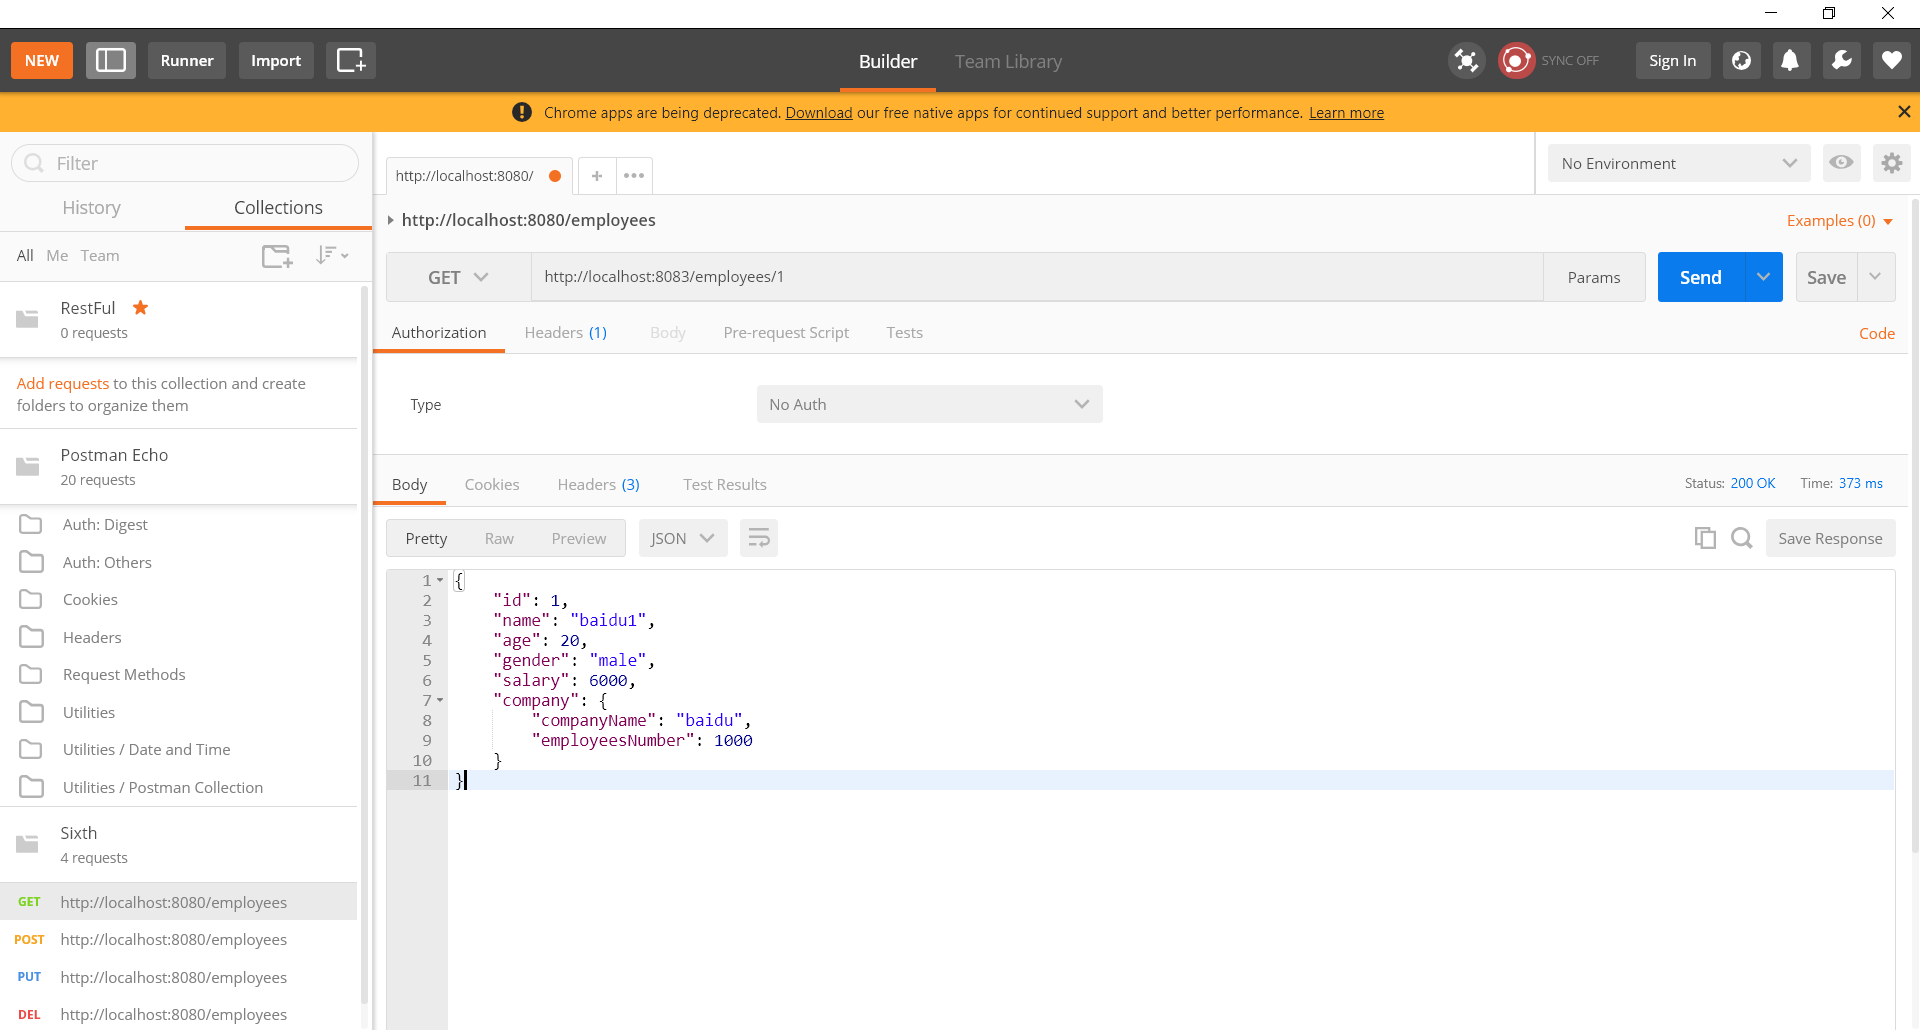 NEW Runner Import Builder Team Library SYNC OFF Sign In
Chrome apps are being deprecated. Download our free native apps for continued support and better performance. Learn more
Filter
History Collections
All Me Team
RestFul
0 requests
Add requests to this collection and create
folders to organize them
Postman Echo
20 requests
Auth: Digest
Auth: Others
Cookies
Headers
Request Methods
Utilities
Utilities / Date and Time
Utilities / Postman Collection
Sixth
4 requests
GET http://localhost:8080/employees
POST http://localhost:8080/employees
PUT http://localhost:8080/employees
DEL http://localhost:8080/employees
http://localhost:8080/ + ••• No Environment
http://localhost:8080/employees Examples (0)
GET http://localhost:8083/employees/1 Params Send Save
Authorization Headers (1) Body Pre-request Script Tests Code
Type No Auth
Body Cookies Headers (3) Test Results Status: 200 OK Time: 373 ms
Pretty Raw Preview JSON Save Response
1 {
2 "id": 1,
3 "name": "baidu1",
4 "age": 20,
5 "gender": "male",
6 "salary": 6000,
7 "company": {
8 "companyName": "baidu",
9 "employeesNumber": 1000
10 }
11 }